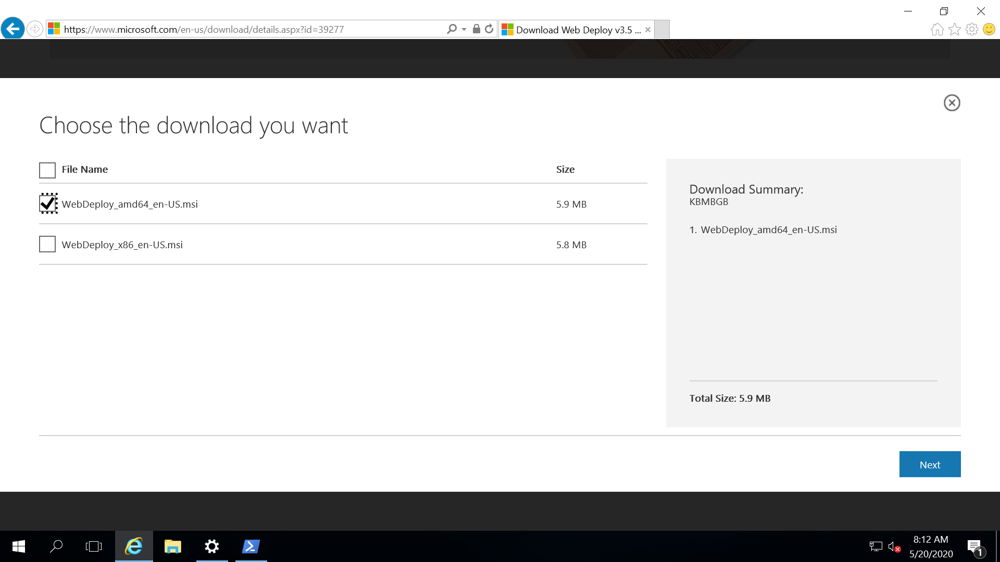 https://www.microsoft.com/en-us/download/details.aspx?id=39277
Download Web Deploy v3.5 ...
Choose the download you want
File Name Size
WebDeploy_amd64_en-US.msi 5.9 MB
WebDeploy_x86_en-US.msi 5.8 MB
Download Summary:
KBMBGB
1. WebDeploy_amd64_en-US.msi
Total Size: 5.9 MB
Next
8:12 AM
5/20/2020
1